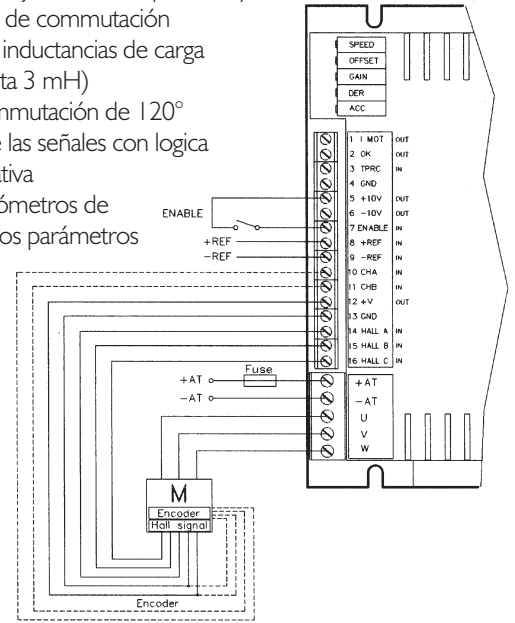 de commutación
inductancias de carga
ta 3 mH)
nmutación de 120°
e las señales con logica
ativa
ómetros de
os parámetros
SPEED
OFFSET
GAIN
DER
ACC.
1 I MOT OUT
2 OK OUT
3 TPRC IN
4 GND
5 +10V OUT
6 -10V OUT
7 ENABLE IN
8 +REF IN
9 -REF IN
10 CHA IN
11 CHB IN
12 +V OUT
13 GND
14 HALL A IN
15 HALL B IN
16 HALL C IN
ENABLE
+REF
-REF
Fuse
+AT
-AT
+AT
-AT
U
V
W
M
Encoder
Hall signal
Encoder